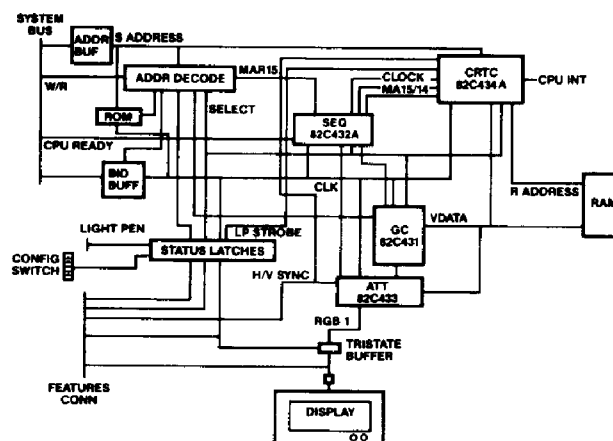 SYSTEM
BUS
ADDR
BUF
S ADDRESS
W/R
ADDR DECODE
MAR15
CLOCK
MA15/14
CRTC
82C434A
CPU INT
ROM
SELECT
SEQ
82C432A
CPU READY
BID
BUFF
CLK
R ADDRESS
RAM
LIGHT PEN
LP STROBE
GC
82C431
VDATA
CONFIG
SWITCH
STATUS LATCHES
H/V SYNC
ATT
82C433
RGB 1
TRISTATE
BUFFER
FEATURES
CONN
DISPLAY